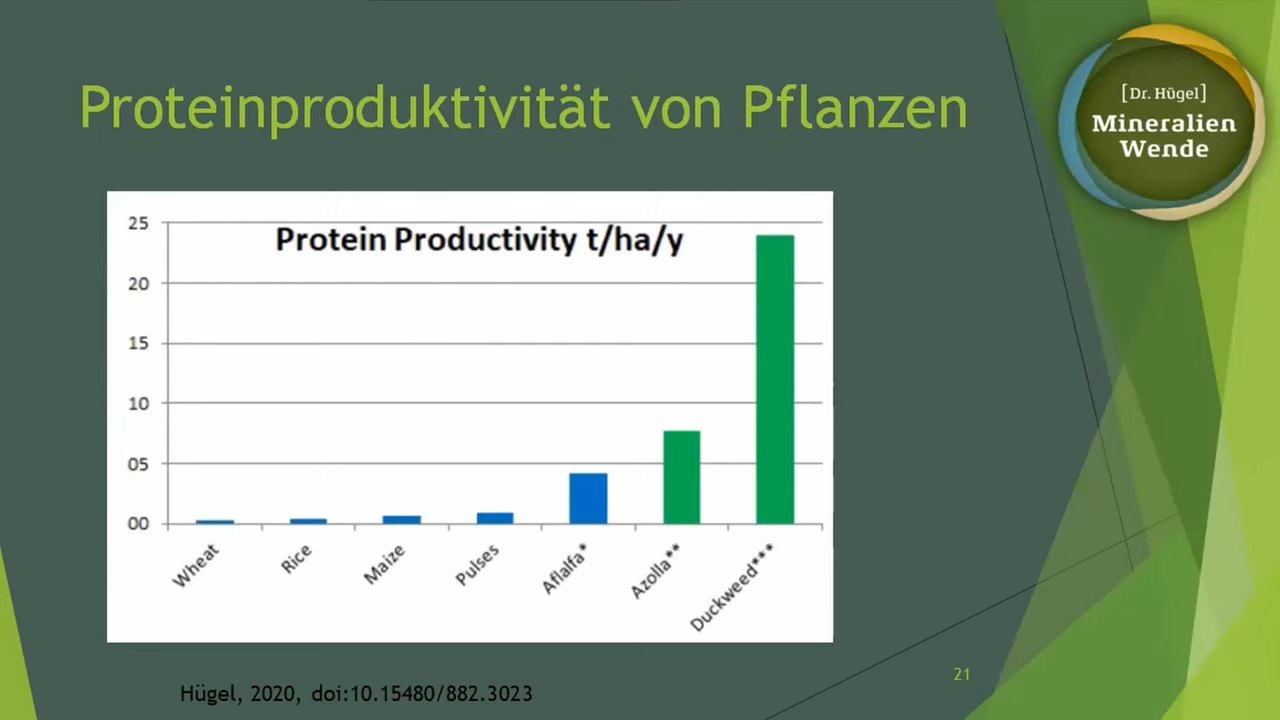 Proteinproduktivität von Pflanzen
[Dr. Hügel]
Mineralien
Wende
Protein Productivity t/ha/y
25
20
15
10
05
00
Wheat
Rice
Maize
Pulses
Aflalfa*
Azolla**
Duckweed***
21
Hügel, 2020, doi:10.15480/882.3023